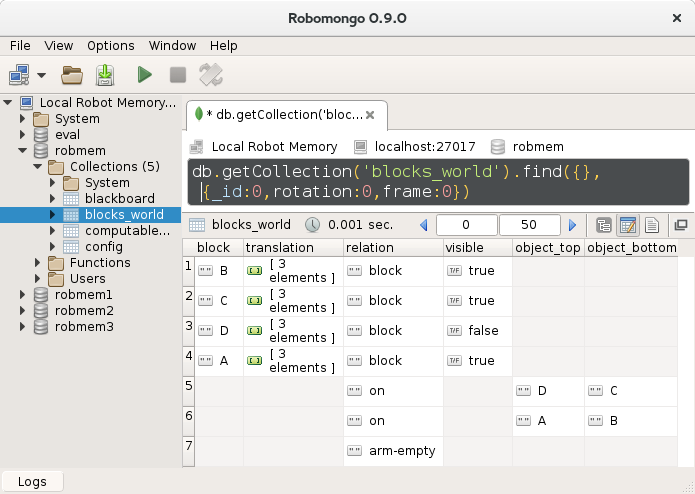 Robomongo 0.9.0
File View Options Window Help
Local Robot Memory...
System
eval
robmem
Collections (5)
System
blackboard
blocks_world
computable...
config
Functions
Users
robmem1
robmem2
robmem3
* db.getCollection('bloc...
Local Robot Memory localhost:27017 robmem
db.getCollection('blocks_world').find({},
{_id:0,rotation:0,frame:0})
blocks_world 0.001 sec. 0 50
block translation relation visible object_top object_bottom
1 "" B [ 3 elements ] "" block T/F true
2 "" C [ 3 elements ] "" block T/F true
3 "" D [ 3 elements ] "" block T/F false
4 "" A [ 3 elements ] "" block T/F true
5 "" on "" D "" C
6 "" on "" A "" B
7 "" arm-empty
Logs